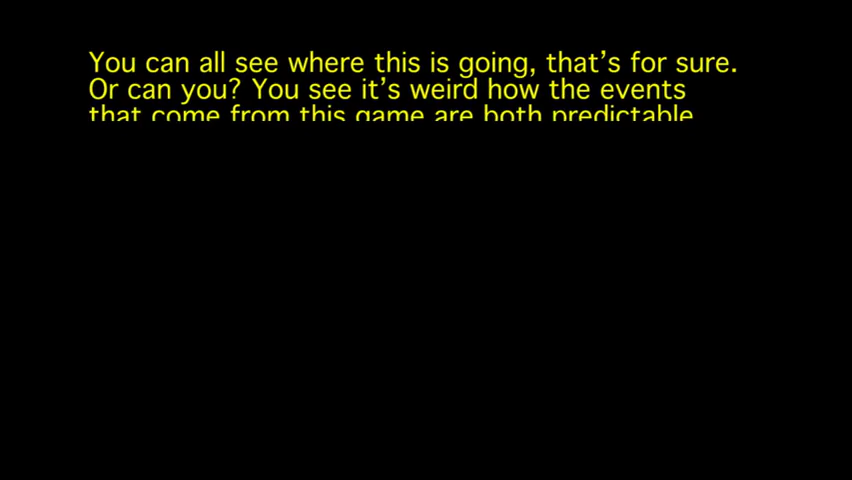 You can all see where this is going, that’s for sure.
Or can you? You see it’s weird how the events
that come from this game are both predictable